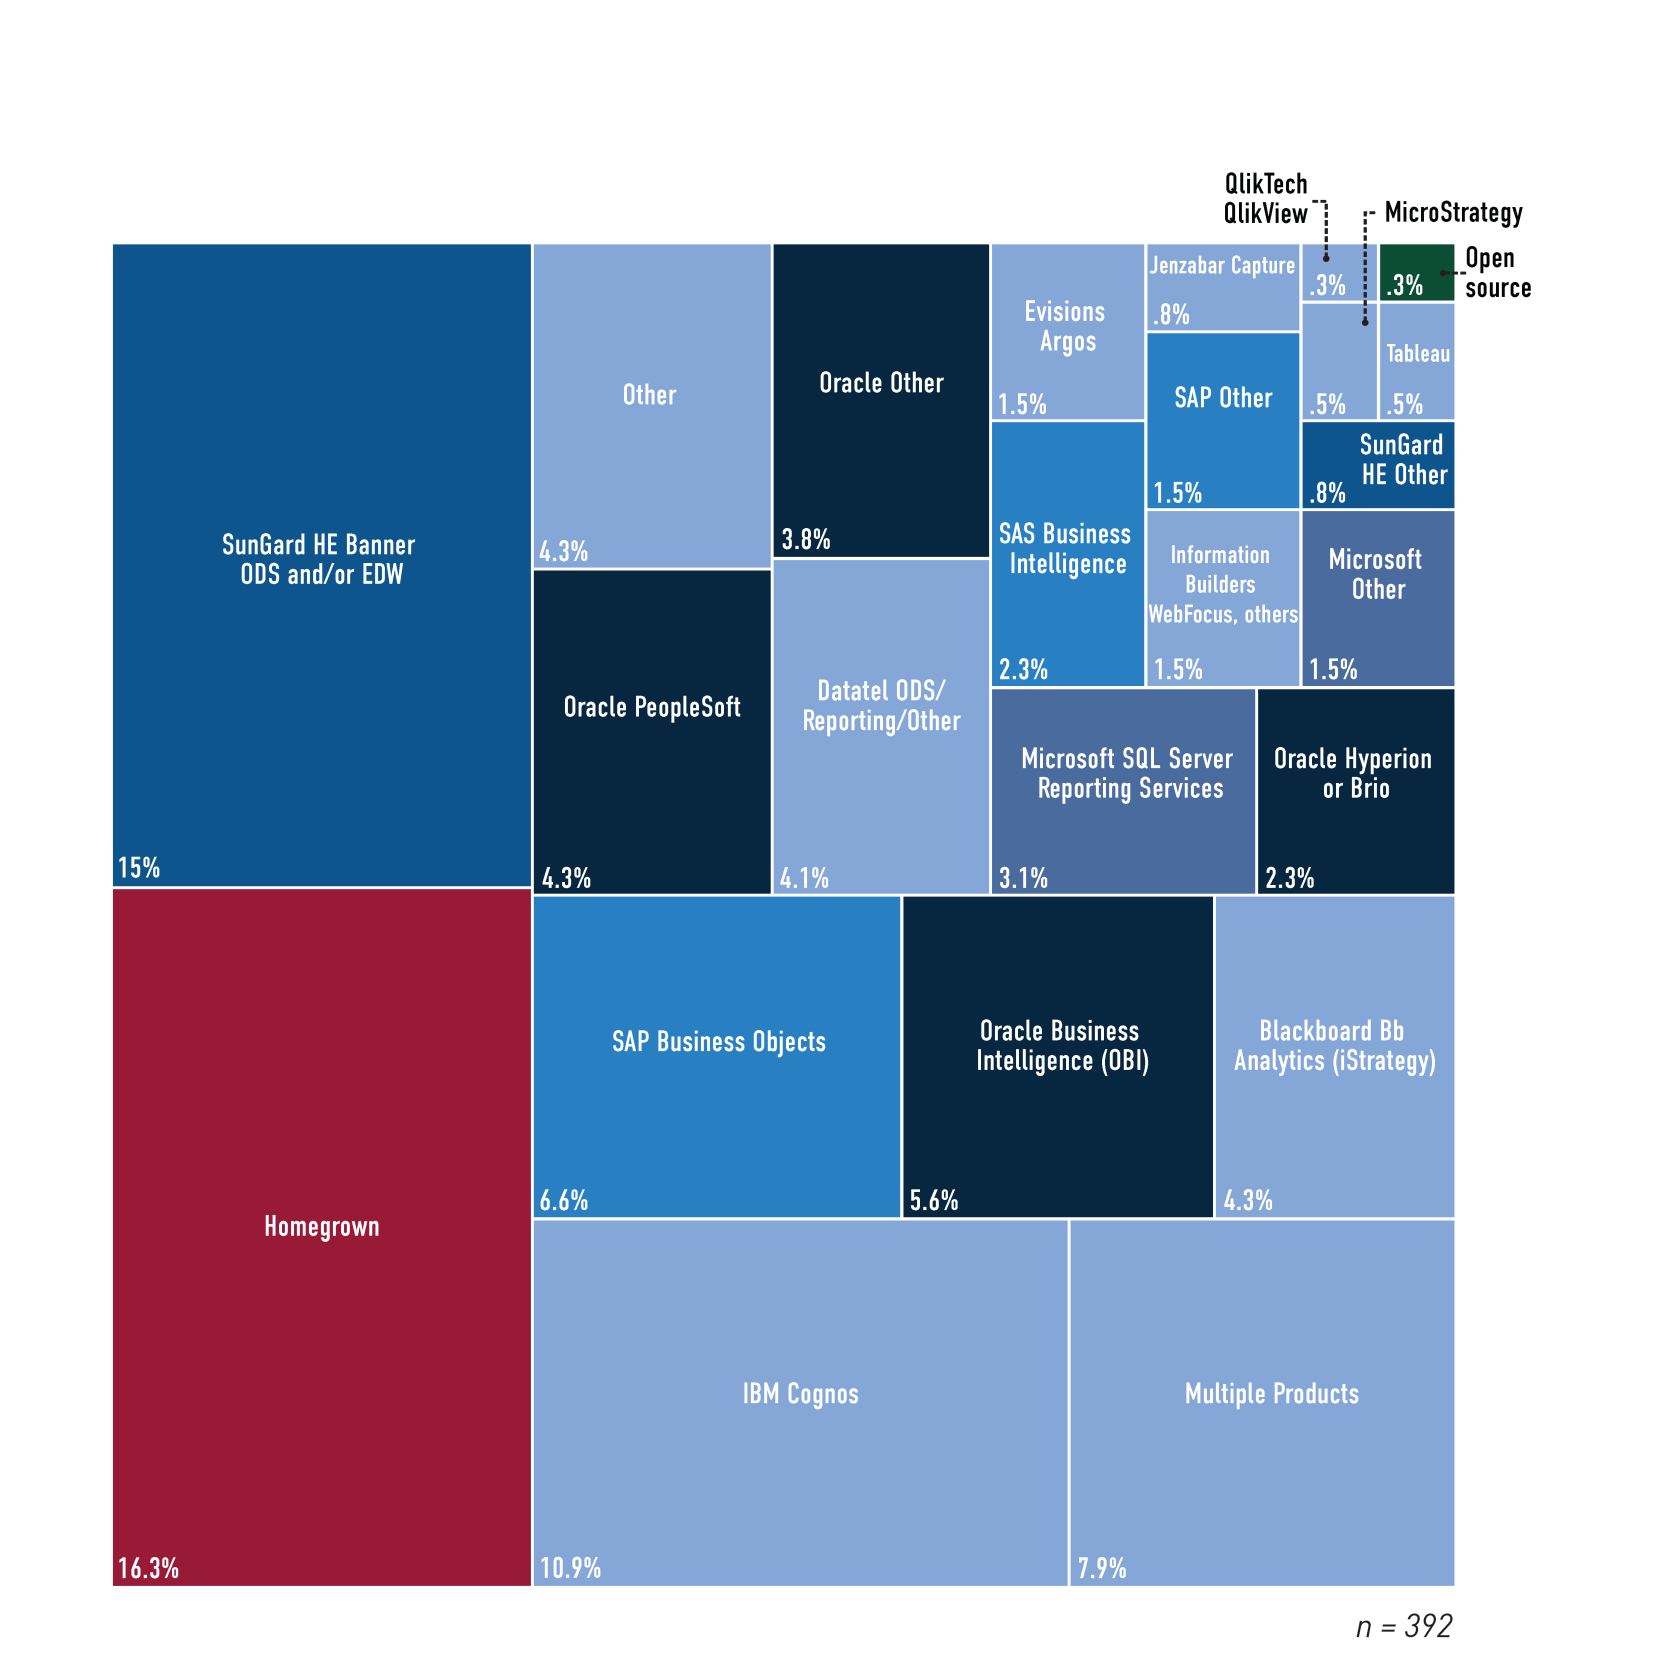 QlikTech
QlikView
MicroStrategy
Open
source
SunGard HE Banner
ODS and/or EDW
15%
Homegrown
16.3%
Other
4.3%
Oracle Other
3.8%
Evisions
Argos
1.5%
Jenzabar Capture
.8%
.3%
.3%
SAP Other
1.5%
.5%
Tableau
.5%
SunGard
HE Other
.8%
SAS Business
Intelligence
2.3%
Information
Builders
WebFocus, others
1.5%
Microsoft
Other
1.5%
Oracle PeopleSoft
4.3%
Datatel ODS/
Reporting/Other
4.1%
Microsoft SQL Server
Reporting Services
3.1%
Oracle Hyperion
or Brio
2.3%
SAP Business Objects
6.6%
Oracle Business
Intelligence (OBI)
5.6%
Blackboard Bb
Analytics (iStrategy)
4.3%
IBM Cognos
10.9%
Multiple Products
7.9%
n = 392